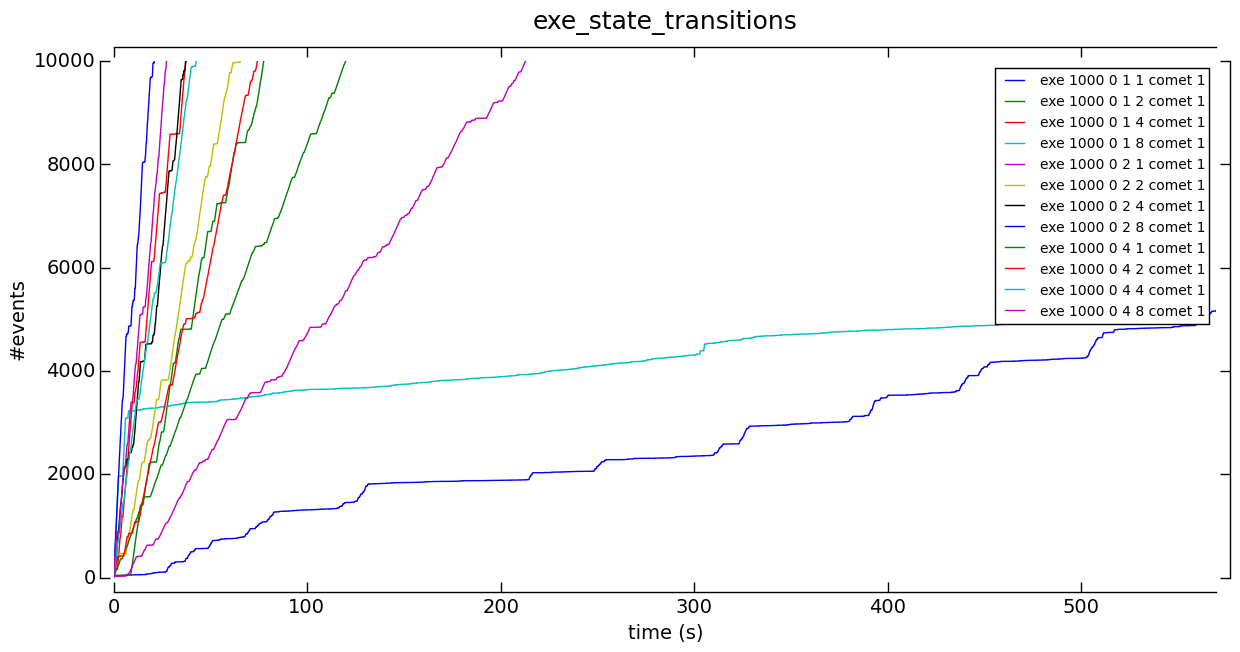 exe_state_transitions
10000
8000
6000
4000
2000
0
#events
0 100 200 300 400 500
time (s)
exe 1000 0 1 1 comet 1
exe 1000 0 1 2 comet 1
exe 1000 0 1 4 comet 1
exe 1000 0 1 8 comet 1
exe 1000 0 2 1 comet 1
exe 1000 0 2 2 comet 1
exe 1000 0 2 4 comet 1
exe 1000 0 2 8 comet 1
exe 1000 0 4 1 comet 1
exe 1000 0 4 2 comet 1
exe 1000 0 4 4 comet 1
exe 1000 0 4 8 comet 1